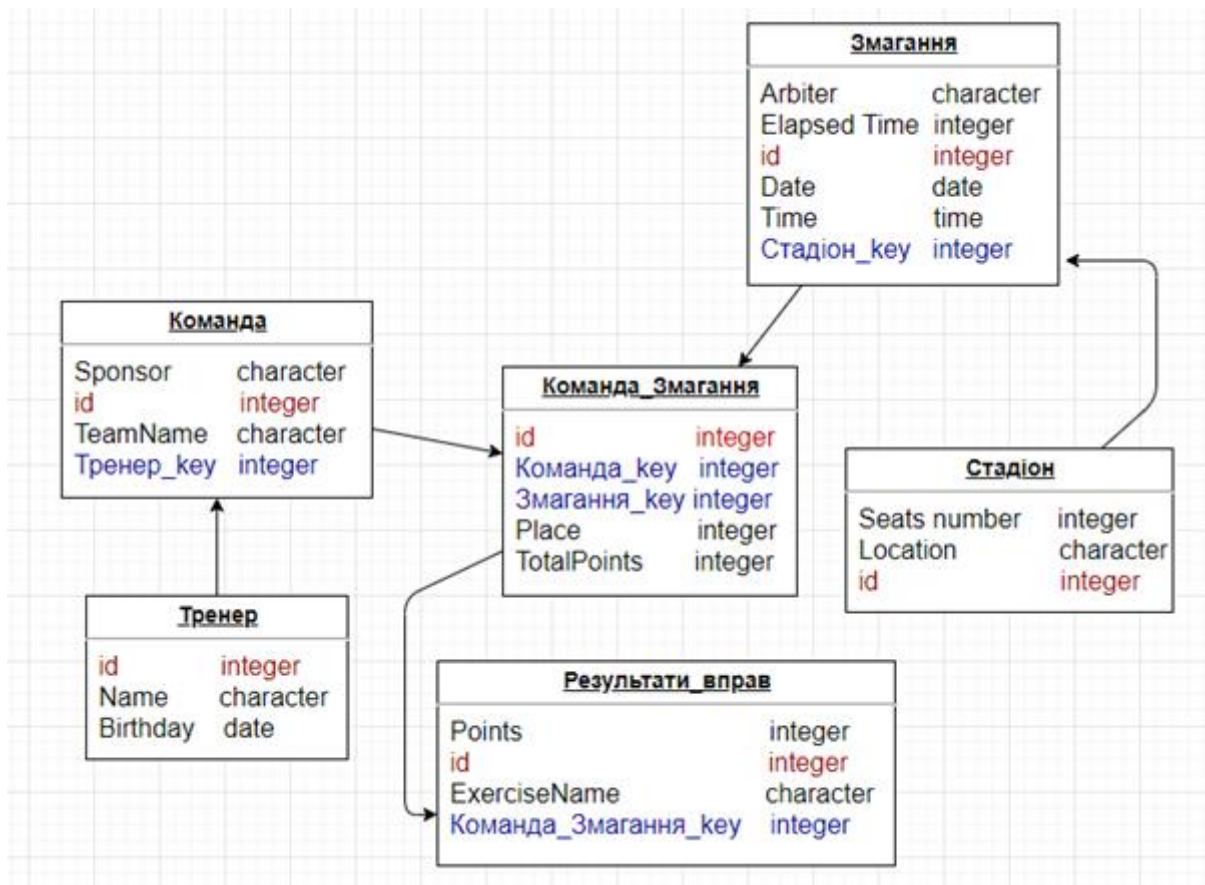 Змагання
Arbiter character
Elapsed Time integer
id integer
Date date
Time time
Стадіон_key integer
Команда
Sponsor character
id integer
TeamName character
Тренер_key integer
Команда_Змагання
id integer
Команда_key integer
Змагання_key integer
Place integer
TotalPoints integer
Стадіон
Seats number integer
Location character
id integer
Тренер
id integer
Name character
Birthday date
Результати_вправ
Points integer
id integer
ExerciseName character
Команда_Змагання_key integer